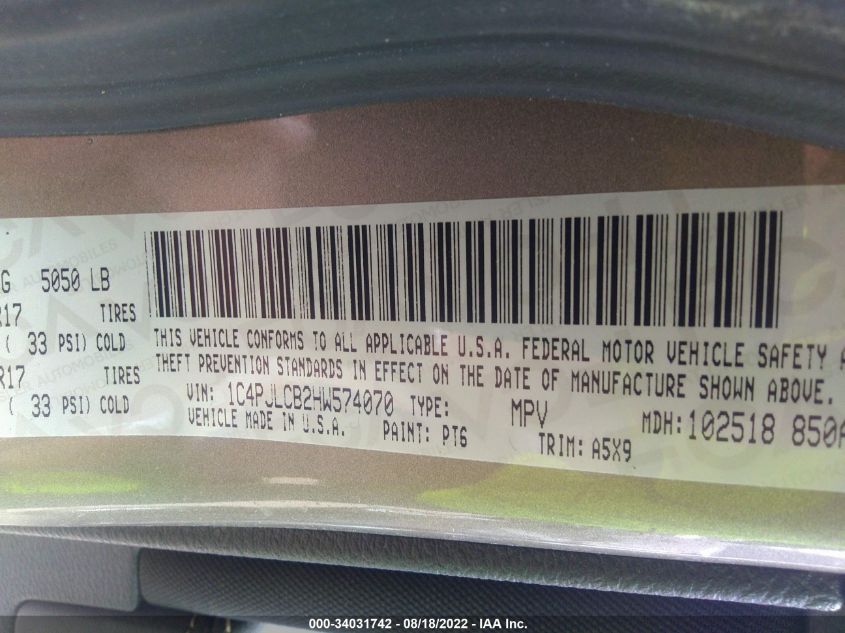 G 5050 LB
R17 TIRES
( 33 PSI) COLD
R17 TIRES
( 33 PSI) COLD
THIS VEHICLE CONFORMS TO ALL APPLICABLE U.S.A. FEDERAL MOTOR VEHICLE SAFETY A
THEFT PREVENTION STANDARDS IN EFFECT ON THE DATE OF MANUFACTURE SHOWN ABOVE.
VIN: 1C4PJLCB2HW574070 TYPE: MPV MDH: 102518 850A
VEHICLE MADE IN U.S.A. PAINT: PT6 TRIM: A5X9
000-34031742 - 08/18/2022 - IAA Inc.